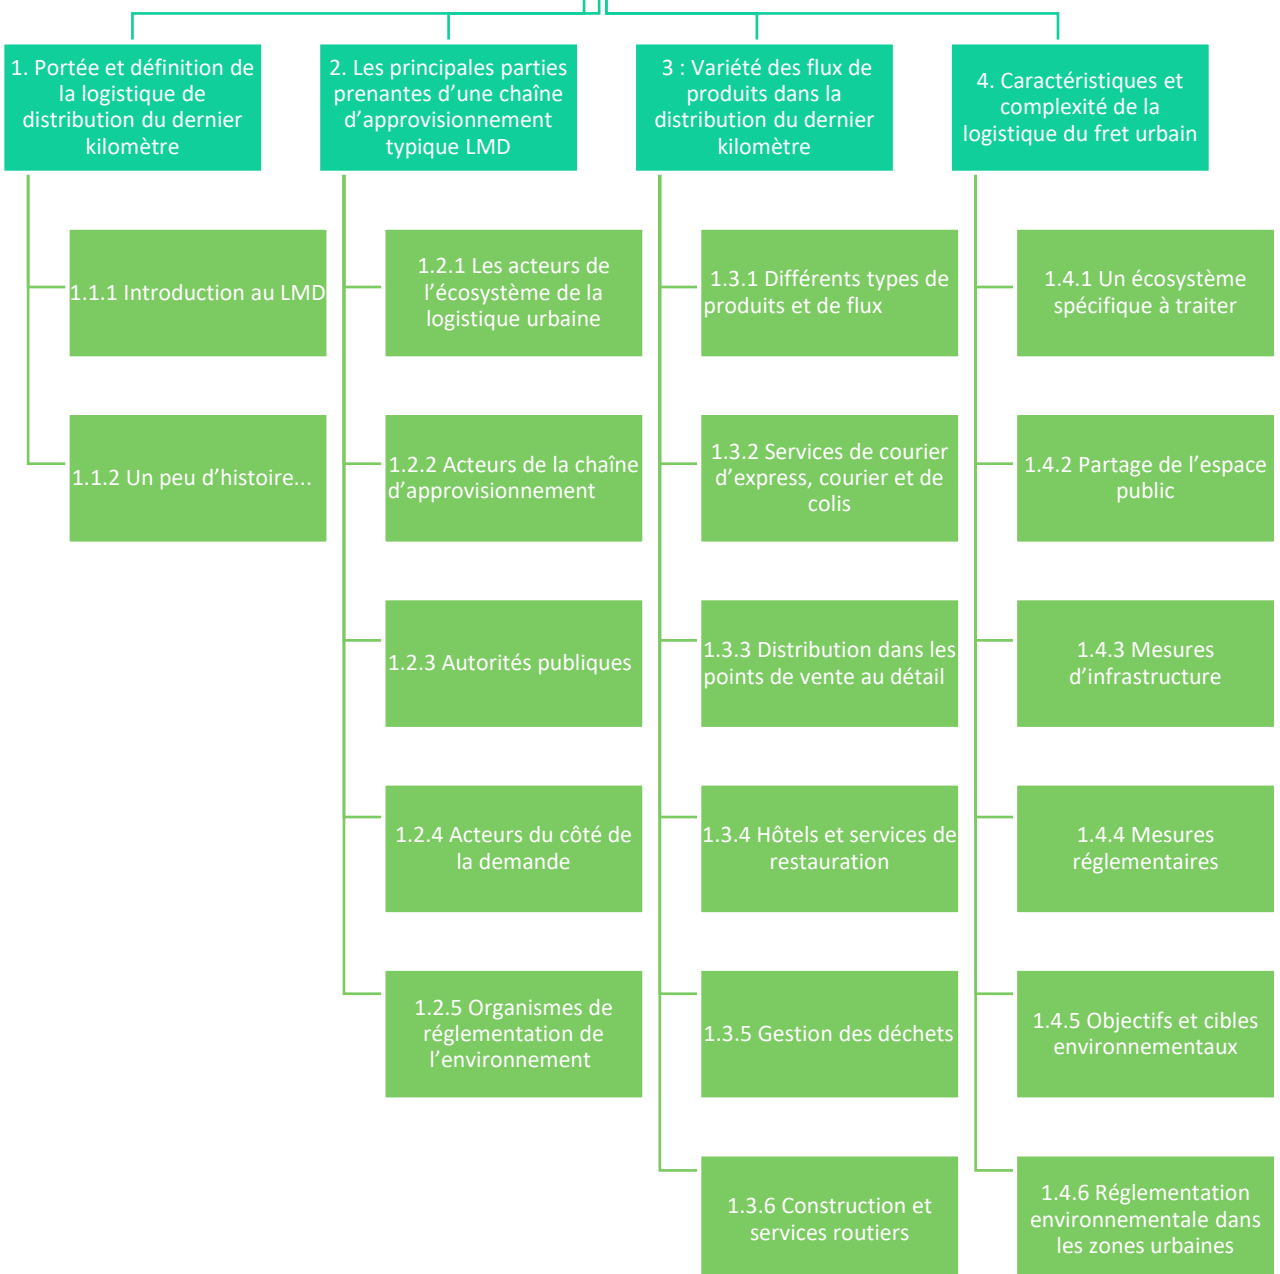 1. Portée et définition de
la logistique de
distribution du dernier
kilomètre
1.1.1 Introduction au LMD
1.1.2 Un peu d’histoire...
2. Les principales parties
prenantes d’une chaîne
d’approvisionnement
typique LMD
1.2.1 Les acteurs de
l’écosystème de la
logistique urbaine
1.2.2 Acteurs de la chaîne
d’approvisionnement
1.2.3 Autorités publiques
1.2.4 Acteurs du côté de
la demande
1.2.5 Organismes de
réglementation de
l’environnement
3 : Variété des flux de
produits dans la
distribution du dernier
kilomètre
1.3.1 Différents types de
produits et de flux
1.3.2 Services de courier
d’express, courier et de
colis
1.3.3 Distribution dans les
points de vente au détail
1.3.4 Hôtels et services de
restauration
1.3.5 Gestion des déchets
1.3.6 Construction et
services routiers
4. Caractéristiques et
complexité de la
logistique du fret urbain
1.4.1 Un écosystème
spécifique à traiter
1.4.2 Partage de l’espace
public
1.4.3 Mesures
d’infrastructure
1.4.4 Mesures
réglementaires
1.4.5 Objectifs et cibles
environnementaux
1.4.6 Réglementation
environnementale dans
les zones urbaines